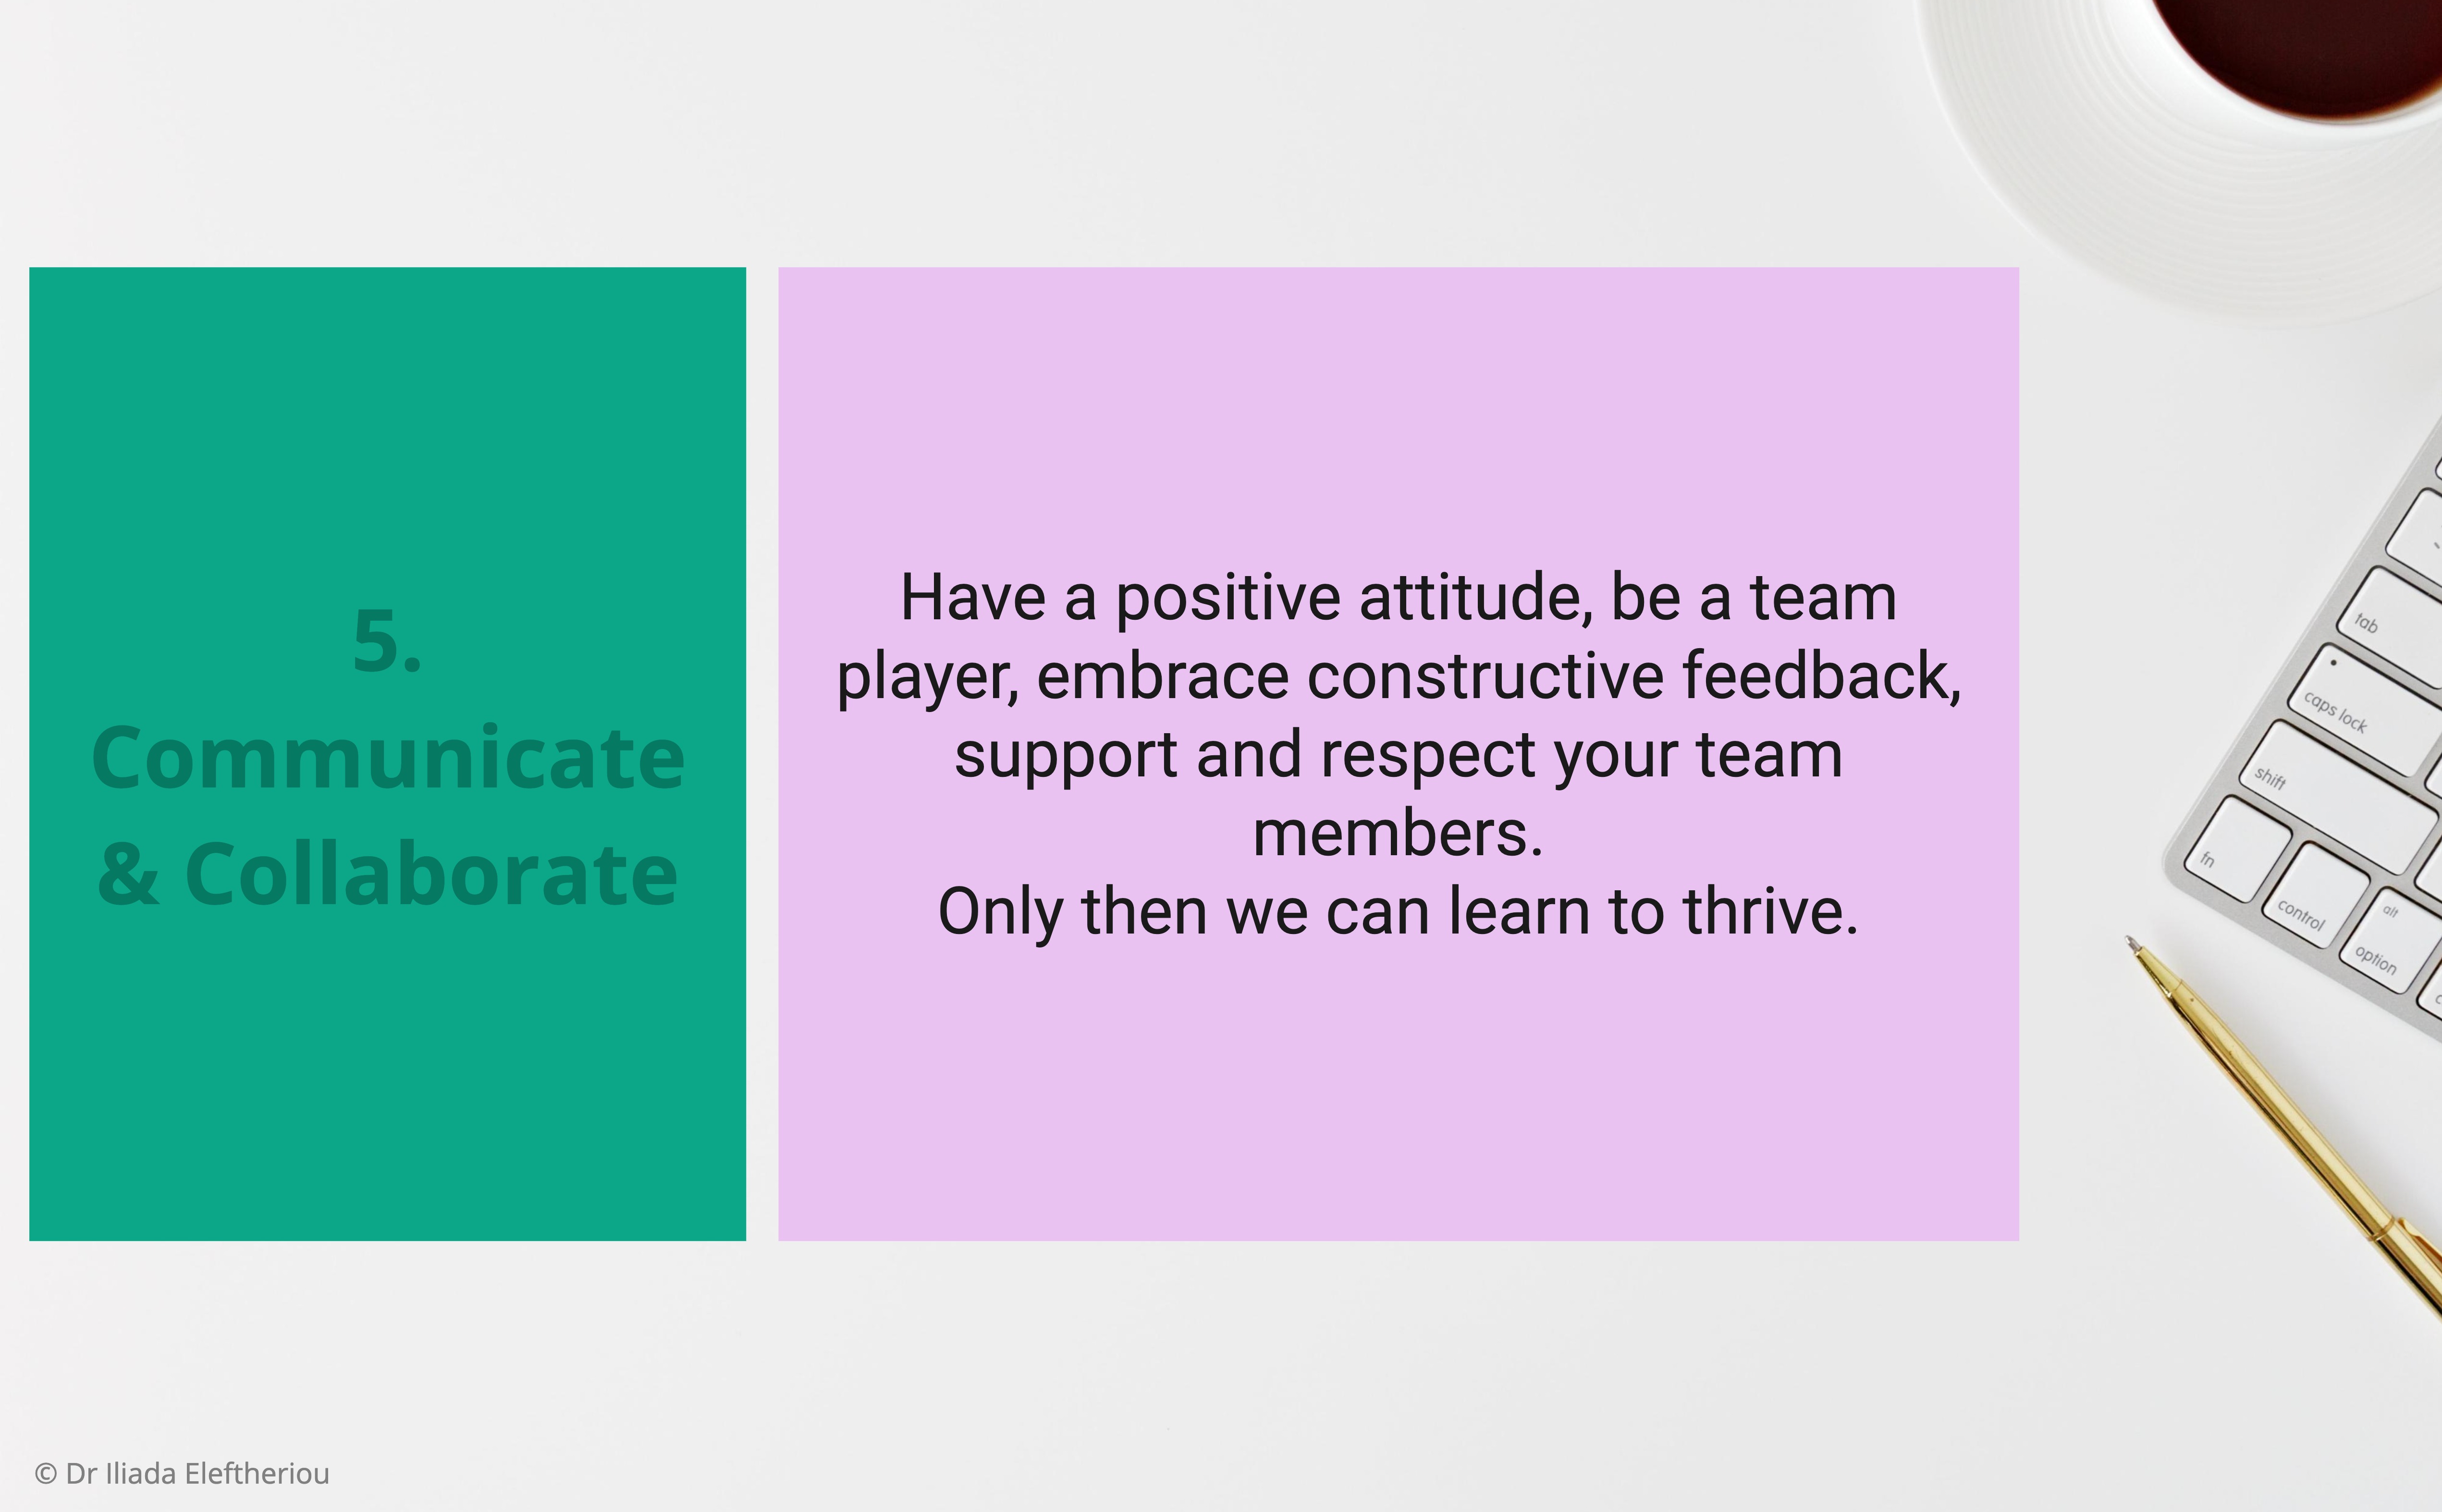 5.
Communicate
& Collaborate
Have a positive attitude, be a team
player, embrace constructive feedback,
support and respect your team
members.
Only then we can learn to thrive.
tab
caps lock
shift
fn
control
alt
option
© Dr Iliada Eleftheriou